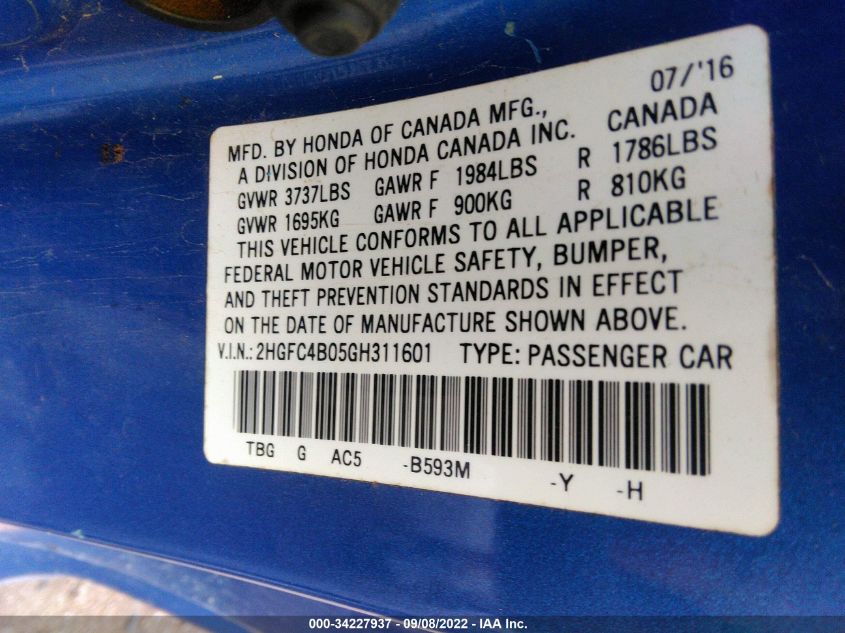 07/'16
MFD. BY HONDA OF CANADA MFG.,
A DIVISION OF HONDA CANADA INC. CANADA
GVWR 3737LBS GAWR F 1984LBS R 1786LBS
GVWR 1695KG GAWR F 900KG R 810KG
THIS VEHICLE CONFORMS TO ALL APPLICABLE
FEDERAL MOTOR VEHICLE SAFETY, BUMPER,
AND THEFT PREVENTION STANDARDS IN EFFECT
ON THE DATE OF MANUFACTURE SHOWN ABOVE.
V.I.N.: 2HGFC4B05GH311601 TYPE: PASSENGER CAR
TBG G AC5 -B593M -Y -H
000-34227937 - 09/08/2022 - IAA Inc.